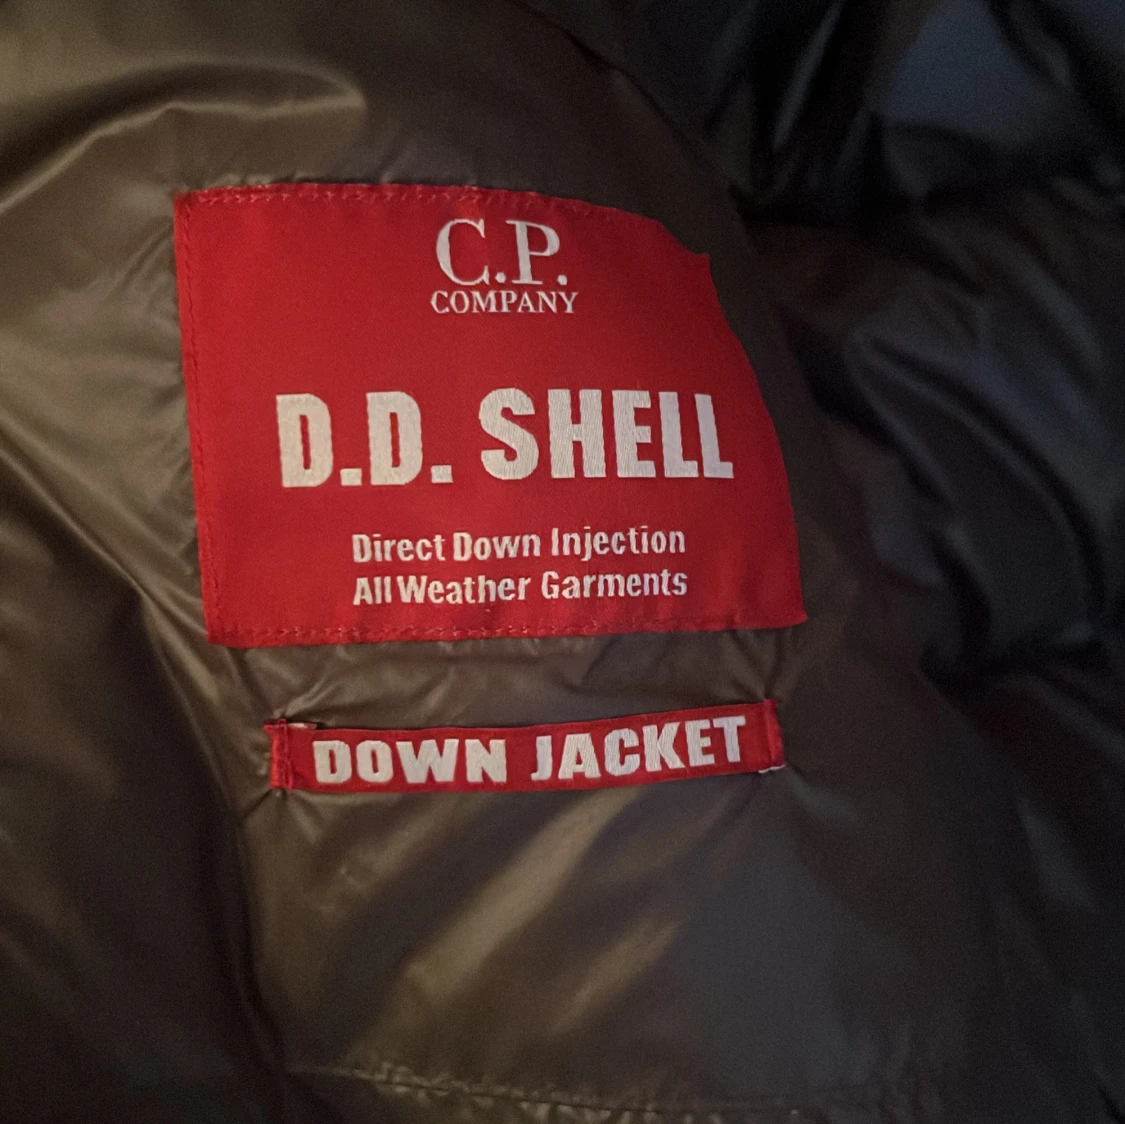 C.P.
COMPANY
D.D. SHELL
Direct Down Injection
All Weather Garments
DOWN JACKET